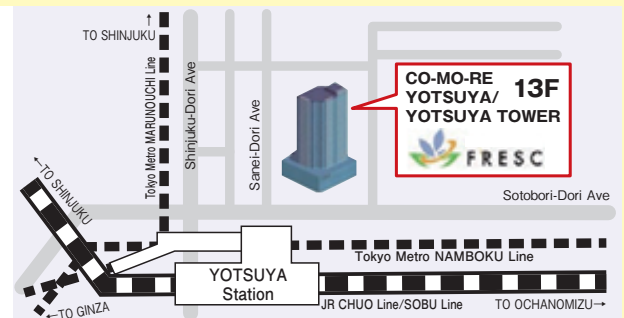 ↑
TO SHINJUKU
Tokyo Metro MARUNOUCHI Line
Shinjuku-Dori Ave
Sanei-Dori Ave
CO-MO-RE
YOTSUYA/
YOTSUYA TOWER
13F
FRESC
←TO SHINJUKU
Sotobori-Dori Ave
Tokyo Metro NAMBOKU Line
YOTSUYA
Station
JR CHUO Line/SOBU Line
TO OCHANOMIZU→
←TO GINZA